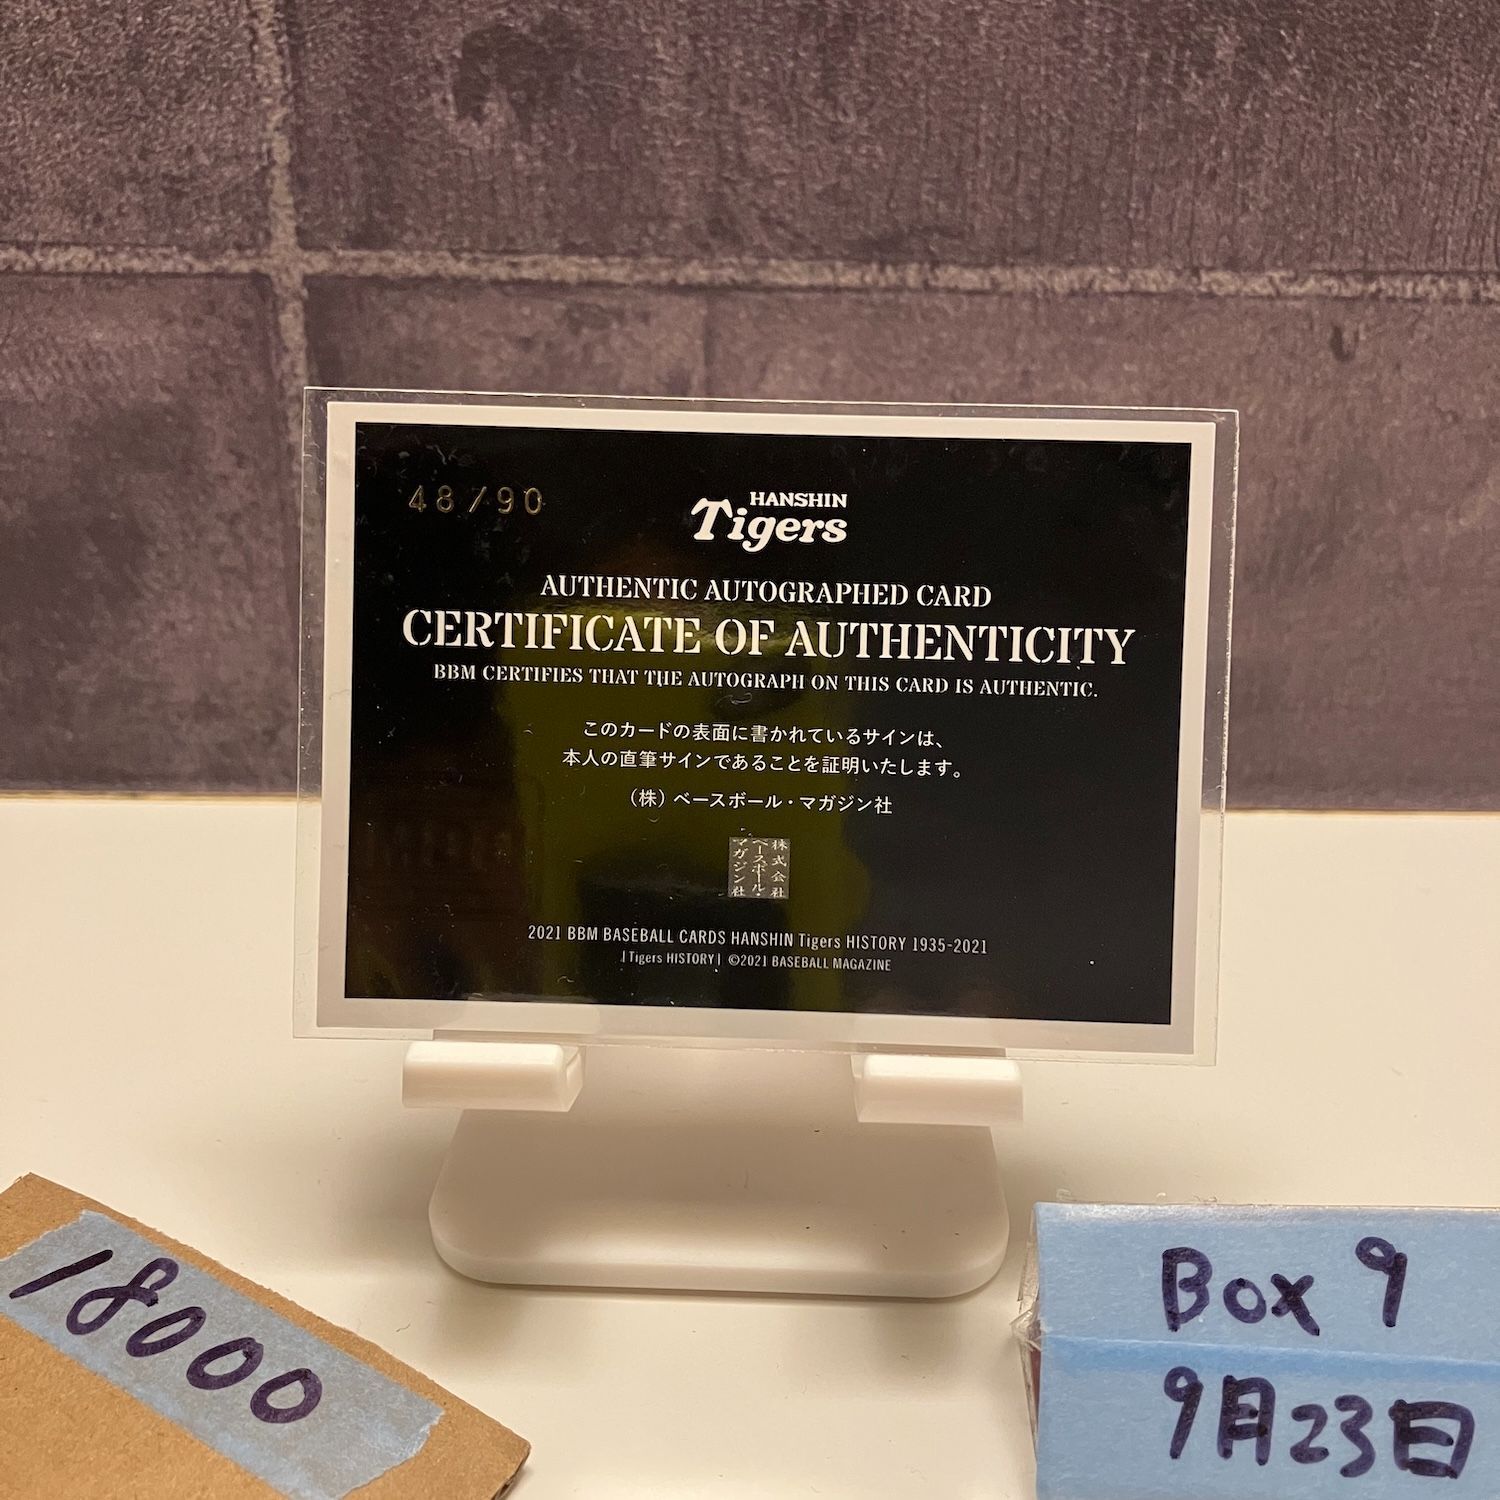 48/90
HANSHIN
Tigers
AUTHENTIC AUTOGRAPHED CARD
CERTIFICATE OF AUTHENTICITY
BBM CERTIFIES THAT THE AUTOGRAPH ON THIS CARD IS AUTHENTIC.
このカードの表面に書かれているサインは、
本人の直筆サインであることを証明いたします。
(株)ベースボール・マガジン社
株式会社
ベースボール・
マガジン社
2021 BBM BASEBALL CARDS HANSHIN Tigers HISTORY 1935-2021
|Tigers HISTORY| ©2021 BASEBALL MAGAZINE
18000
Box 9
9月23日